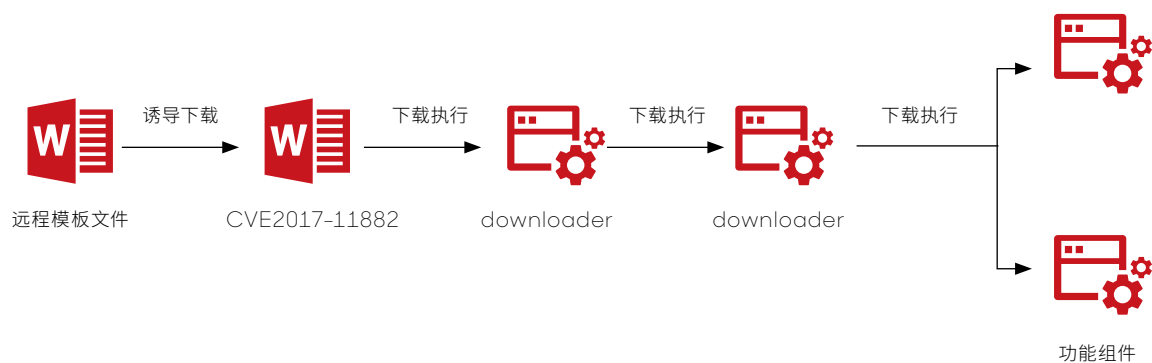 诱导下载
下载执行
下载执行
下载执行
W
W
远程模板文件
CVE2017-11882
downloader
downloader
功能组件